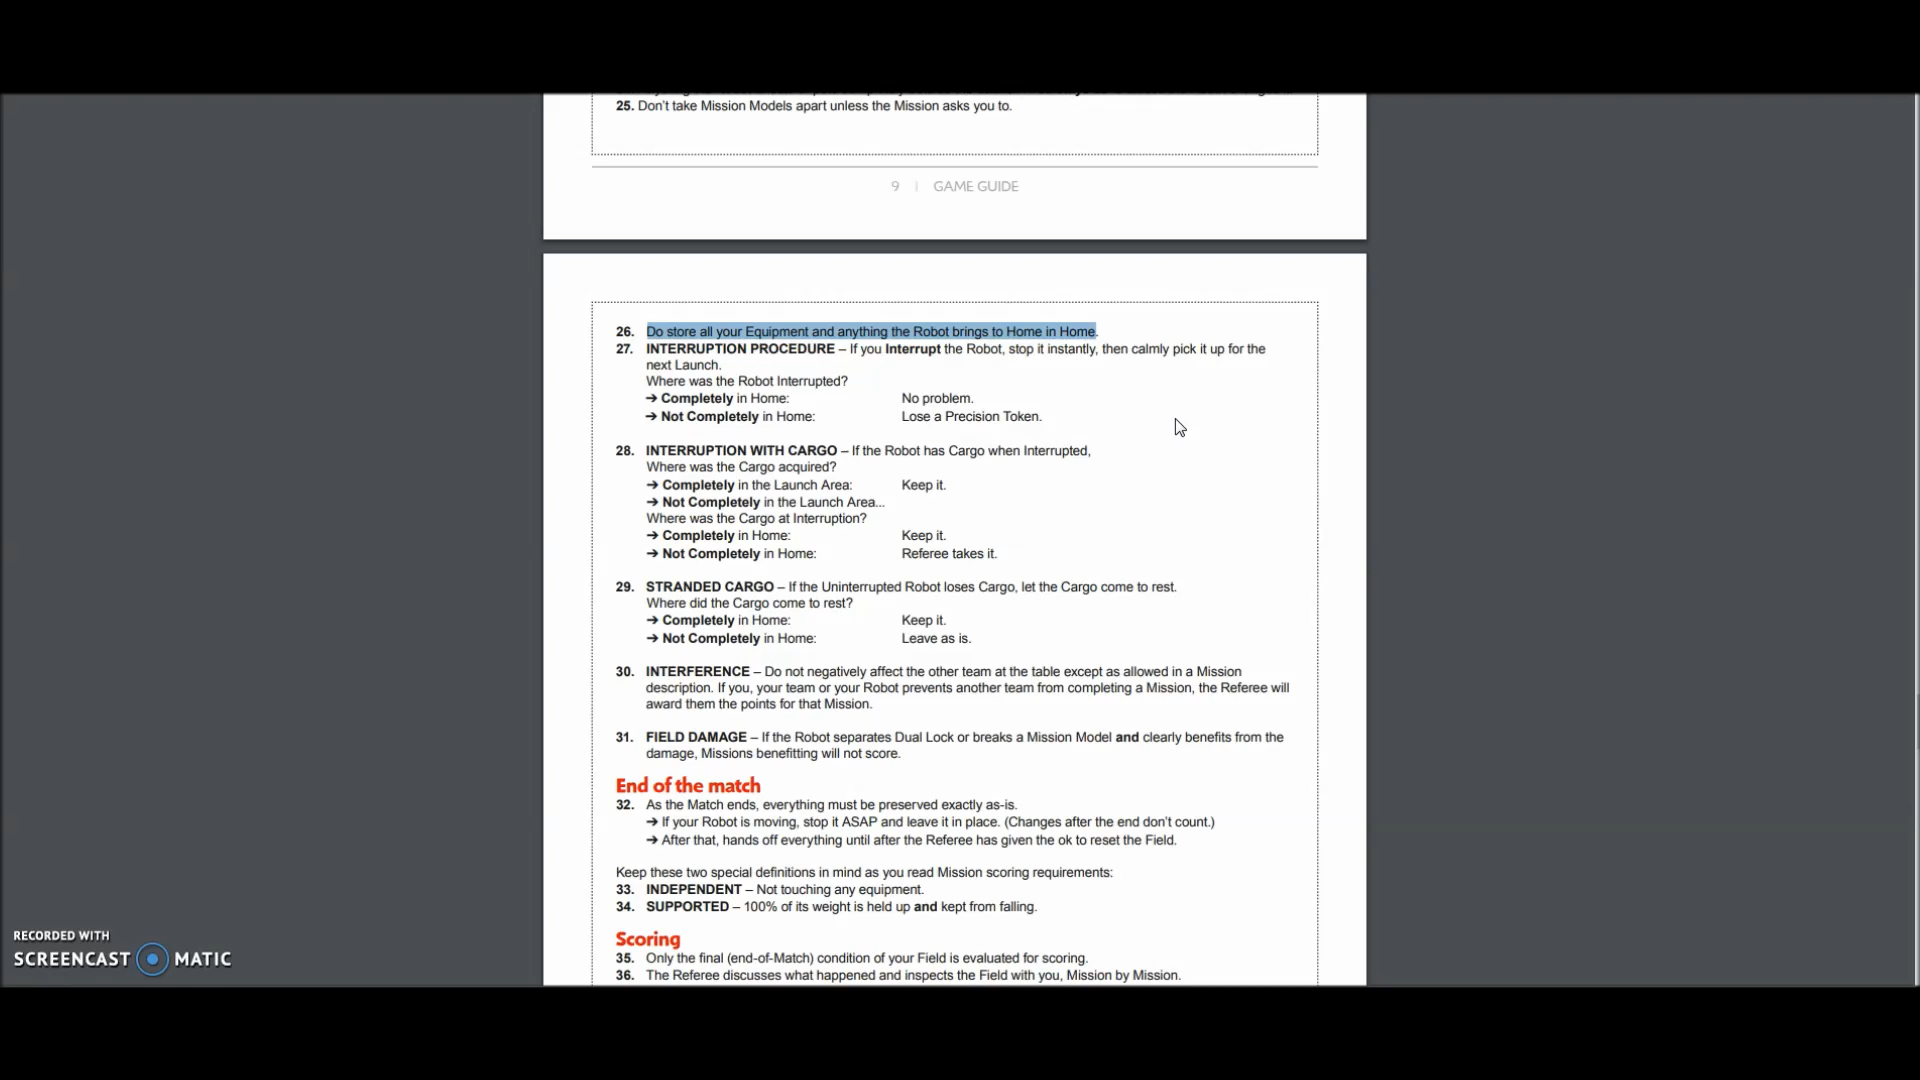 25. Don't take Mission Models apart unless the Mission asks you to.
9 | GAME GUIDE
26. Do store all your Equipment and anything the Robot brings to Home in Home.
27. INTERRUPTION PROCEDURE – If you Interrupt the Robot, stop it instantly, then calmly pick it up for the
next Launch.
Where was the Robot Interrupted?
➔ Completely in Home: No problem.
➔ Not Completely in Home: Lose a Precision Token.
28. INTERRUPTION WITH CARGO – If the Robot has Cargo when Interrupted,
Where was the Cargo acquired?
➔ Completely in the Launch Area: Keep it.
➔ Not Completely in the Launch Area...
Where was the Cargo at Interruption?
➔ Completely in Home: Keep it.
➔ Not Completely in Home: Referee takes it.
29. STRANDED CARGO – If the Uninterrupted Robot loses Cargo, let the Cargo come to rest.
Where did the Cargo come to rest?
➔ Completely in Home: Keep it.
➔ Not Completely in Home: Leave as is.
30. INTERFERENCE – Do not negatively affect the other team at the table except as allowed in a Mission
description. If you, your team or your Robot prevents another team from completing a Mission, the Referee will
award them the points for that Mission.
31. FIELD DAMAGE – If the Robot separates Dual Lock or breaks a Mission Model and clearly benefits from the
damage, Missions benefitting will not score.
End of the match
32. As the Match ends, everything must be preserved exactly as-is.
➔ If your Robot is moving, stop it ASAP and leave it in place. (Changes after the end don't count.)
➔ After that, hands off everything until after the Referee has given the ok to reset the Field.
Keep these two special definitions in mind as you read Mission scoring requirements:
33. INDEPENDENT – Not touching any equipment.
34. SUPPORTED – 100% of its weight is held up and kept from falling.
Scoring
35. Only the final (end-of-Match) condition of your Field is evaluated for scoring.
36. The Referee discusses what happened and inspects the Field with you, Mission by Mission.
RECORDED WITH
SCREENCAST MATIC